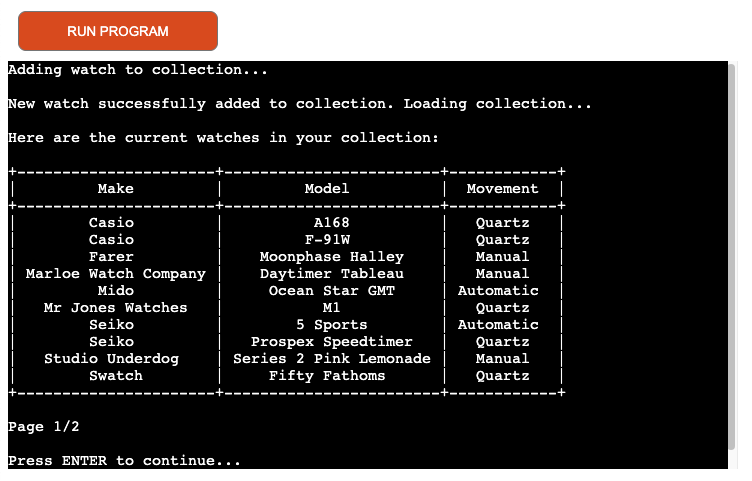 RUN PROGRAM
Adding watch to collection...
New watch successfully added to collection. Loading collection...
Here are the current watches in your collection:
+----------------------+------------------------+------------+
| Make | Model | Movement |
+----------------------+------------------------+------------+
| Casio | A168 | Quartz |
| Casio | F-91W | Quartz |
| Farer | Moonphase Halley | Manual |
| Marloe Watch Company | Daytimer Tableau | Manual |
| Mido | Ocean Star GMT | Automatic |
| Mr Jones Watches | M1 | Quartz |
| Seiko | 5 Sports | Automatic |
| Seiko | Prospex Speedtimer | Quartz |
| Studio Underdog | Series 2 Pink Lemonade | Manual |
| Swatch | Fifty Fathoms | Quartz |
+----------------------+------------------------+------------+
Page 1/2
Press ENTER to continue...